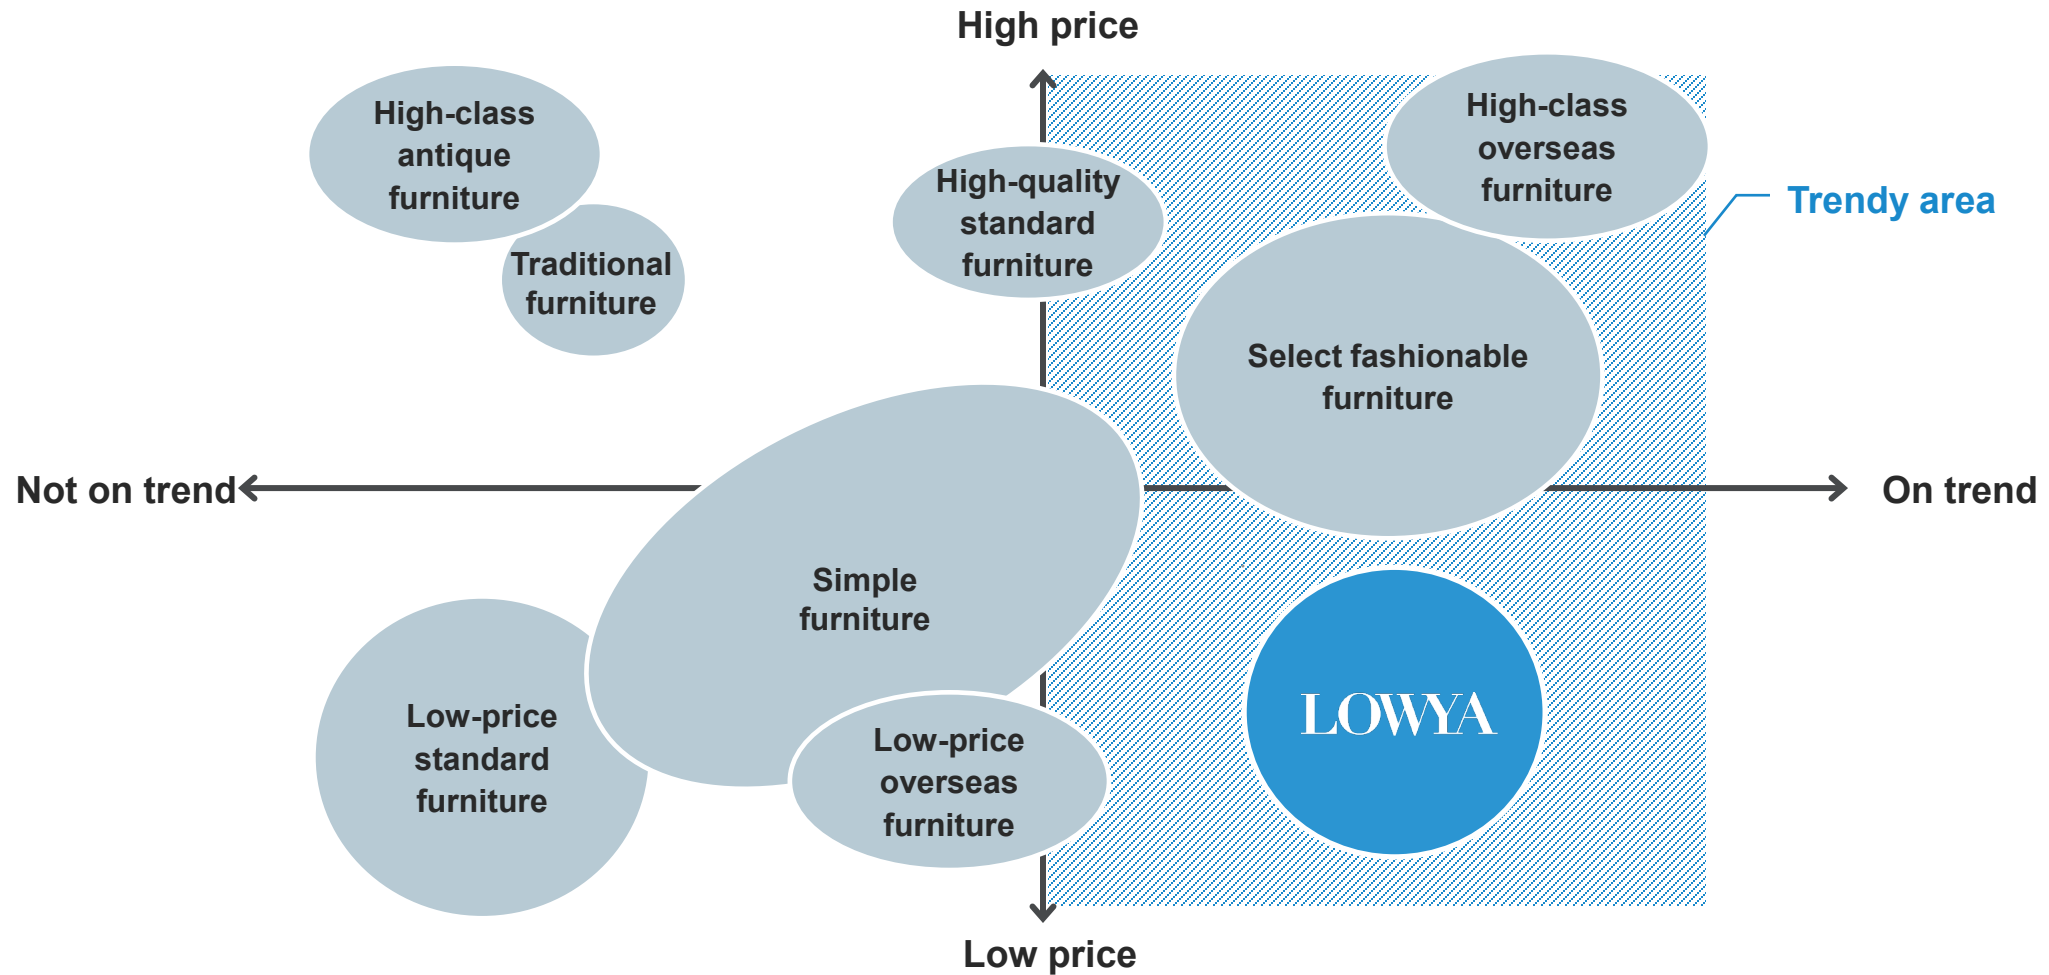 High price
High-class
antique
furniture
High-class
overseas
furniture
High-quality
standard
furniture
Trendy area
Traditional
furniture
Select fashionable
furniture
Not on trend
On trend
Simple
furniture
LOWYA
Low-price
standard
furniture
Low-price
overseas
furniture
Low price